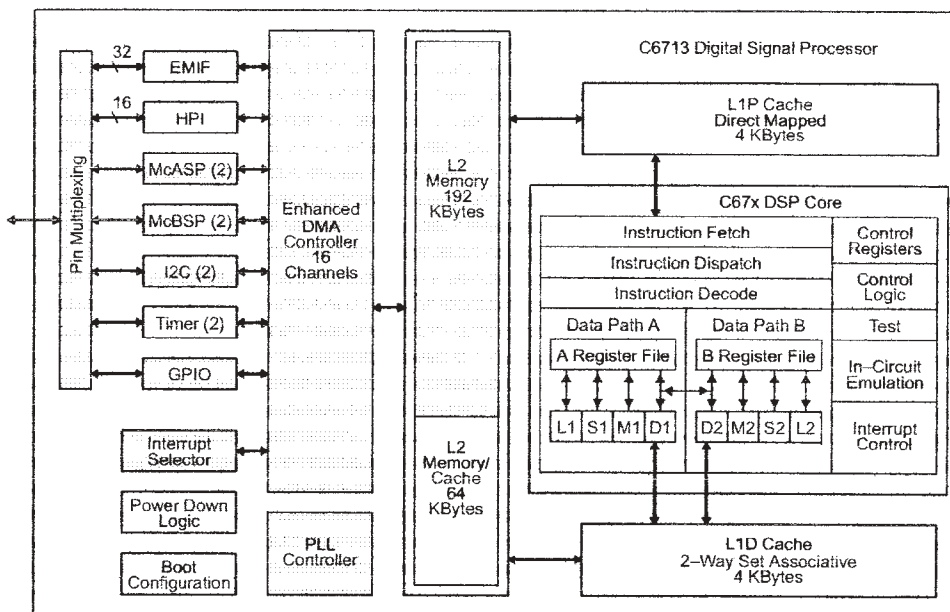 C6713 Digital Signal Processor
32
EMIF
16
HPI
McASP (2)
McBSP (2)
I2C (2)
Timer (2)
GPIO
Pin Multiplexing
Interrupt
Selector
Power Down
Logic
Boot
Configuration
Enhanced
DMA
Controller
16
Channels
PLL
Controller
L2
Memory
192
KBytes
L2
Memory/
Cache
64
KBytes
L1P Cache
Direct Mapped
4 KBytes
C67x DSP Core
Instruction Fetch
Instruction Dispatch
Instruction Decode
Data Path A
Data Path B
A Register File
B Register File
L1 S1 M1 D1
D2 M2 S2 L2
Control
Registers
Control
Logic
Test
In–Circuit
Emulation
Interrupt
Control
L1D Cache
2–Way Set Associative
4 KBytes